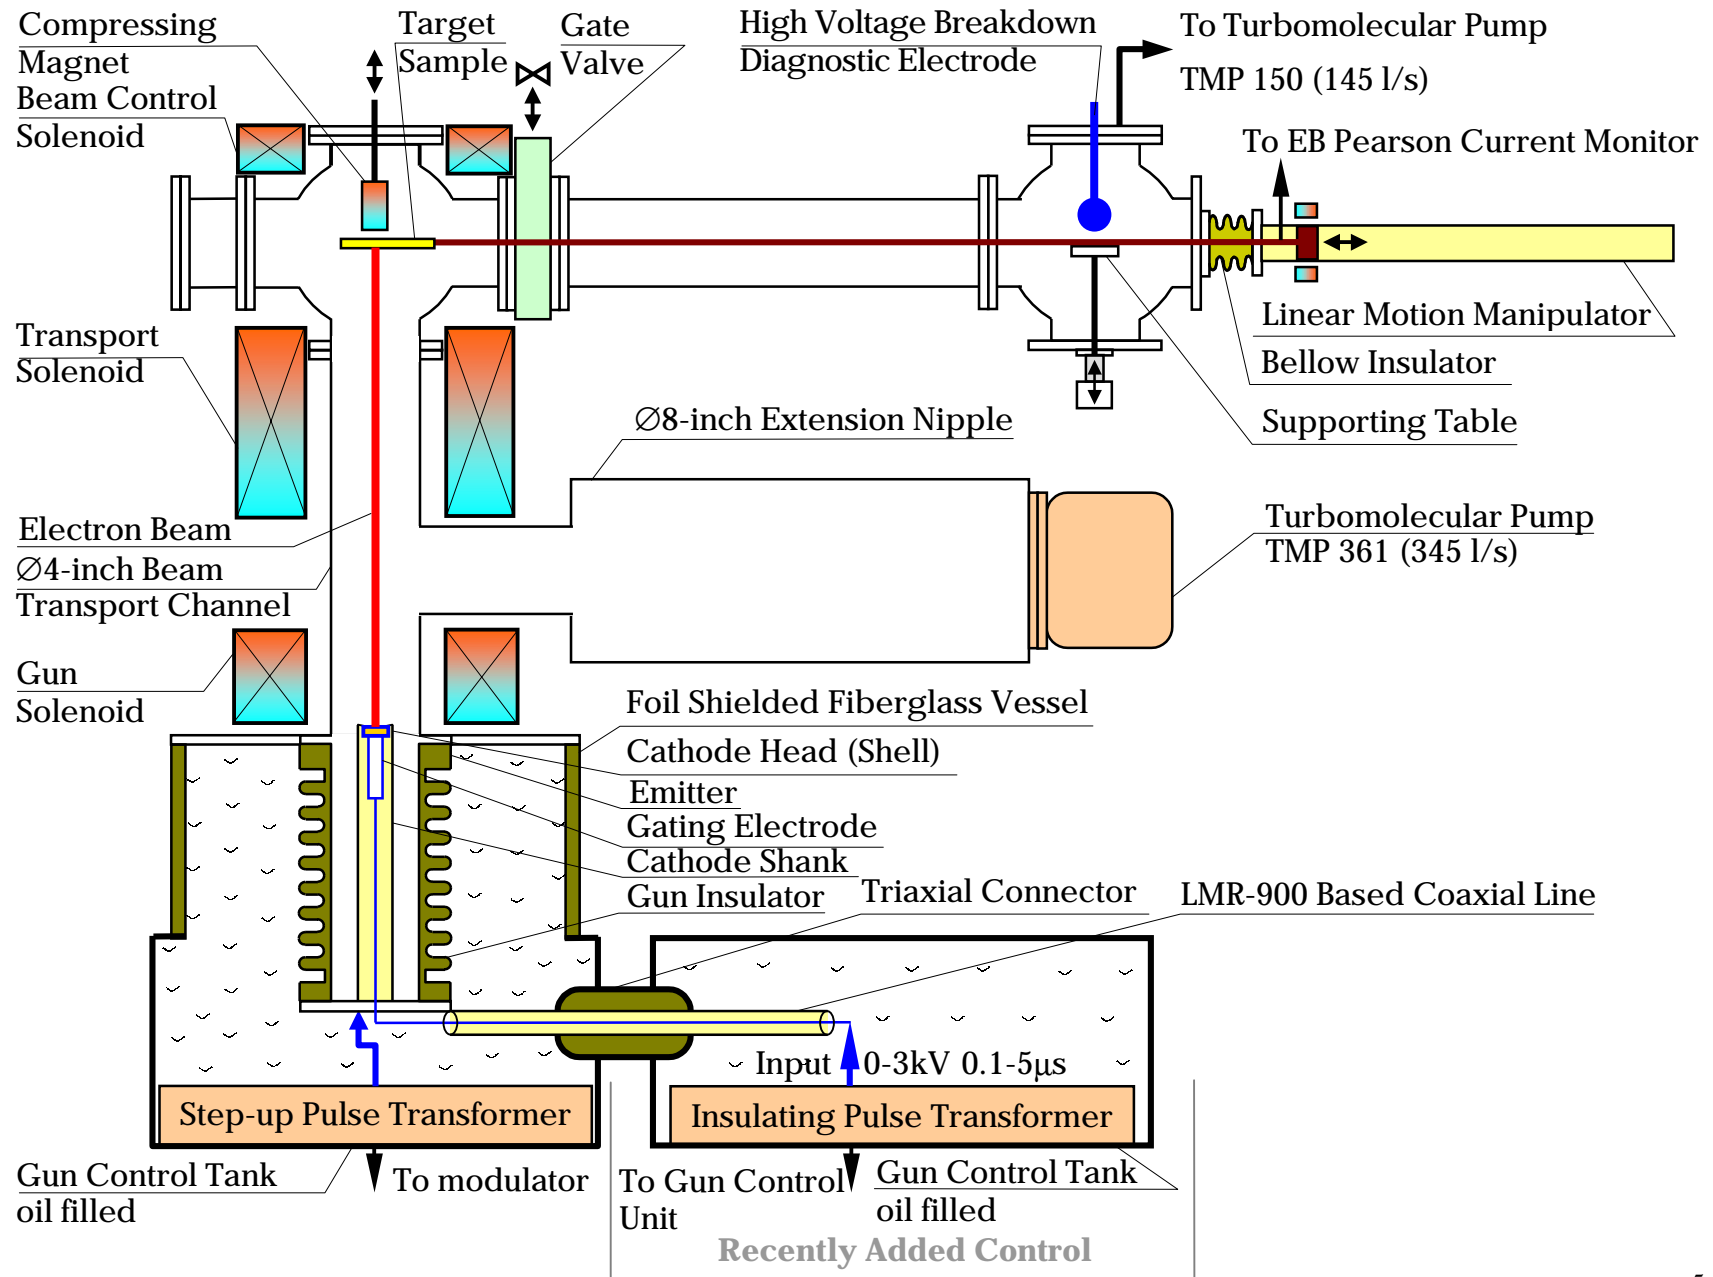 Compressing
Magnet
Beam Control
Solenoid
Target
Sample
Gate
Valve
High Voltage Breakdown
Diagnostic Electrode
To Turbomolecular Pump
TMP 150 (145 l/s)
To EB Pearson Current Monitor
Linear Motion Manipulator
Bellow Insulator
Supporting Table
Transport
Solenoid
Ø8-inch Extension Nipple
Electron Beam
Ø4-inch Beam
Transport Channel
Turbomolecular Pump
TMP 361 (345 l/s)
Gun
Solenoid
Foil Shielded Fiberglass Vessel
Cathode Head (Shell)
Emitter
Gating Electrode
Cathode Shank
Gun Insulator
Triaxial Connector
LMR-900 Based Coaxial Line
Input 0-3kV 0.1-5μs
Step-up Pulse Transformer
Insulating Pulse Transformer
Gun Control Tank
oil filled
To modulator
To Gun Control
Unit
Gun Control Tank
oil filled
Recently Added Control